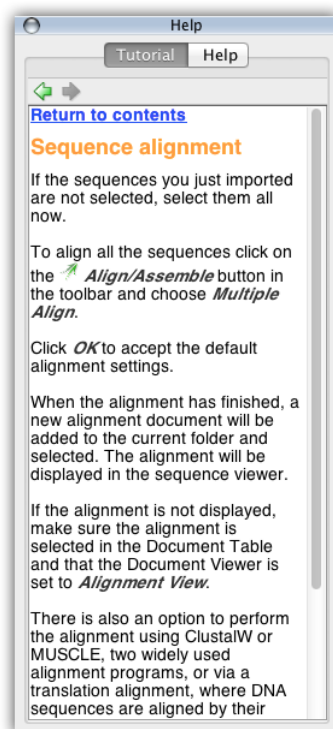 Help
Tutorial Help
Return to contents
Sequence alignment
If the sequences you just imported
are not selected, select them all
now.
To align all the sequences click on
the Align/Assemble button in
the toolbar and choose Multiple
Align.
Click OK to accept the default
alignment settings.
When the alignment has finished, a
new alignment document will be
added to the current folder and
selected. The alignment will be
displayed in the sequence viewer.
If the alignment is not displayed,
make sure the alignment is
selected in the Document Table
and that the Document Viewer is
set to Alignment View.
There is also an option to perform
the alignment using ClustalW or
MUSCLE, two widely used
alignment programs, or via a
translation alignment, where DNA
sequences are aligned by their